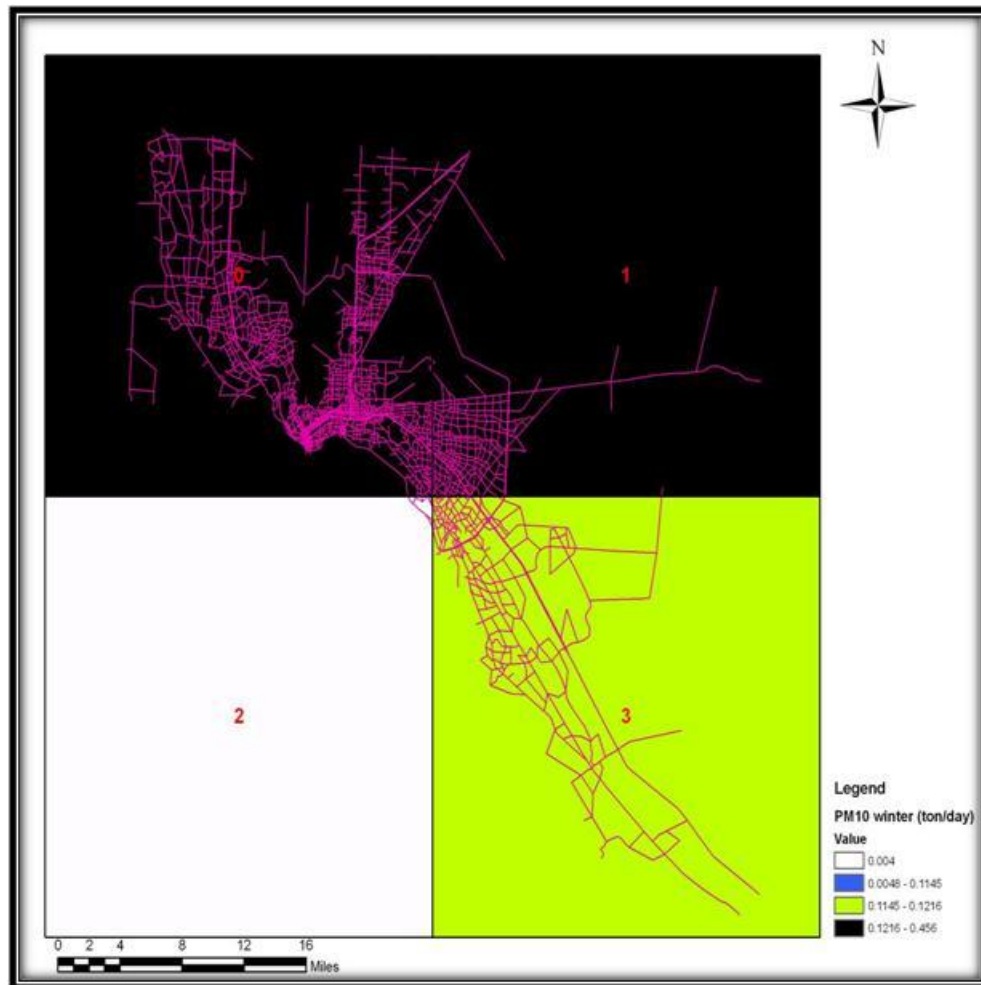 N
0
1
2
3
Legend
PM10 winter (ton/day)
Value
0.004
0.0048 - 0.1145
0.1145 - 0.1216
0.1216 - 0.456
0 2 4 8 12 16
Miles